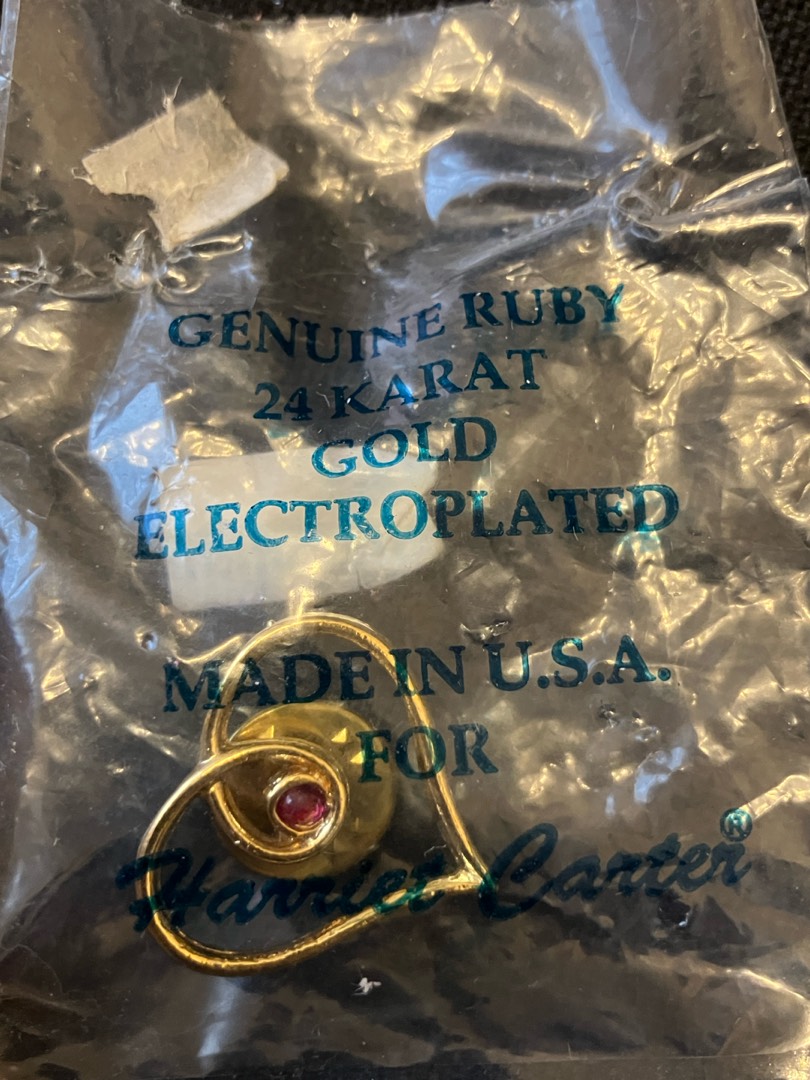 GENUINE RUBY
24 KARAT
GOLD
ELECTROPLATED
MADE IN U.S.A.
FOR
Harriet Carter®